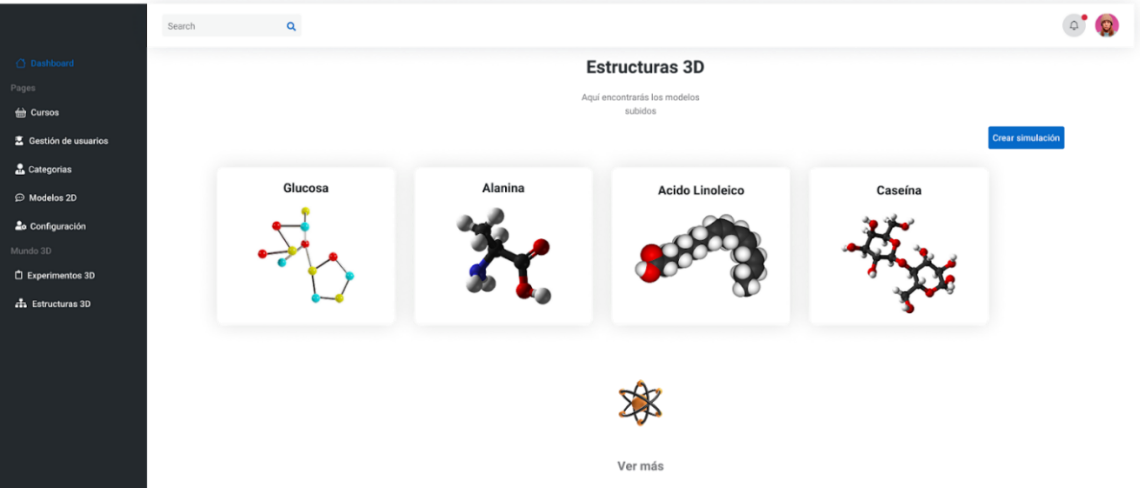 Search
Dashboard
Pages
Cursos
Gestión de usuarios
Categorias
Modelos 2D
Configuración
Mundo 3D
Experimentos 3D
Estructuras 3D
Estructuras 3D
Aquí encontrarás los modelos
subidos
Crear simulación
Glucosa
Alanina
Acido Linoleico
Caseína
Ver más